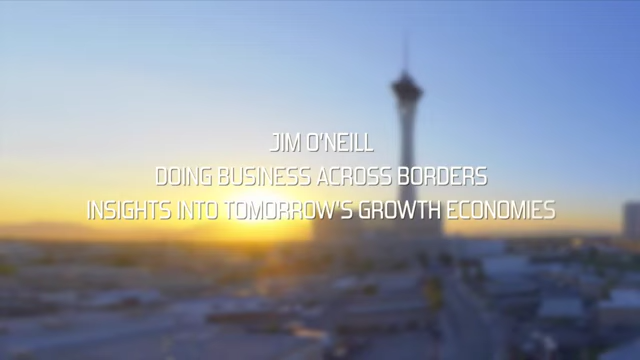 JIM O'NEILL
DOING BUSINESS ACROSS BORDERS
INSIGHTS INTO TOMORROW'S GROWTH ECONOMIES